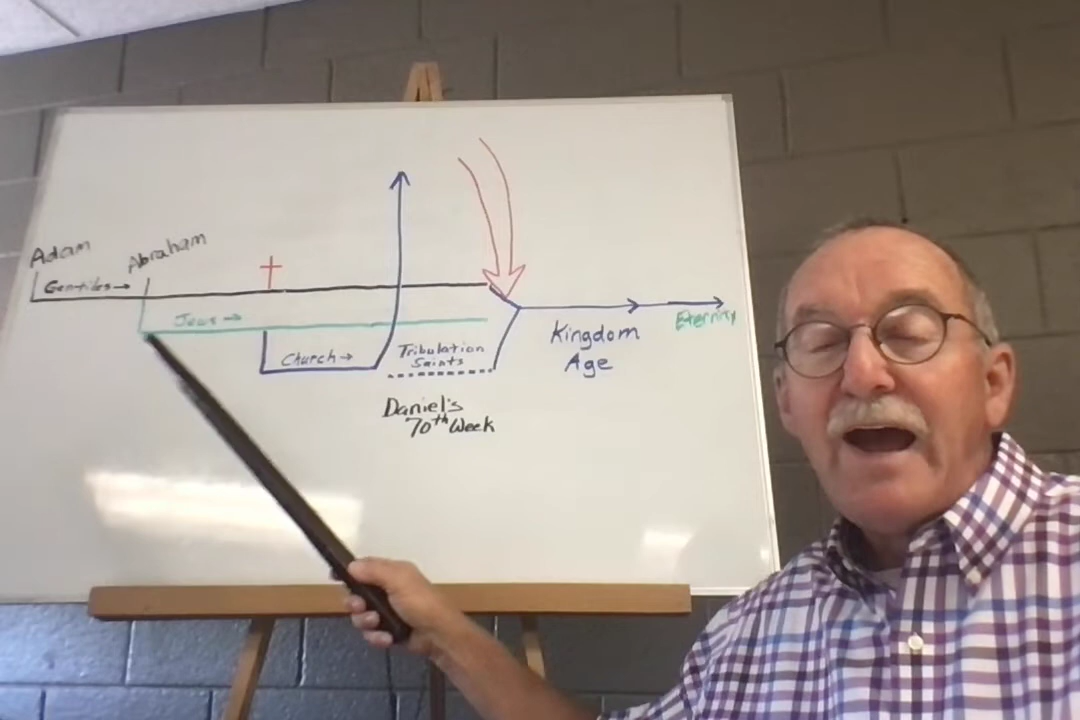 Adam
Abraham
Gentiles→
Jews→
Church→
Tribulation
Saints
Daniel's
70th Week
Kingdom
Age
Eternity